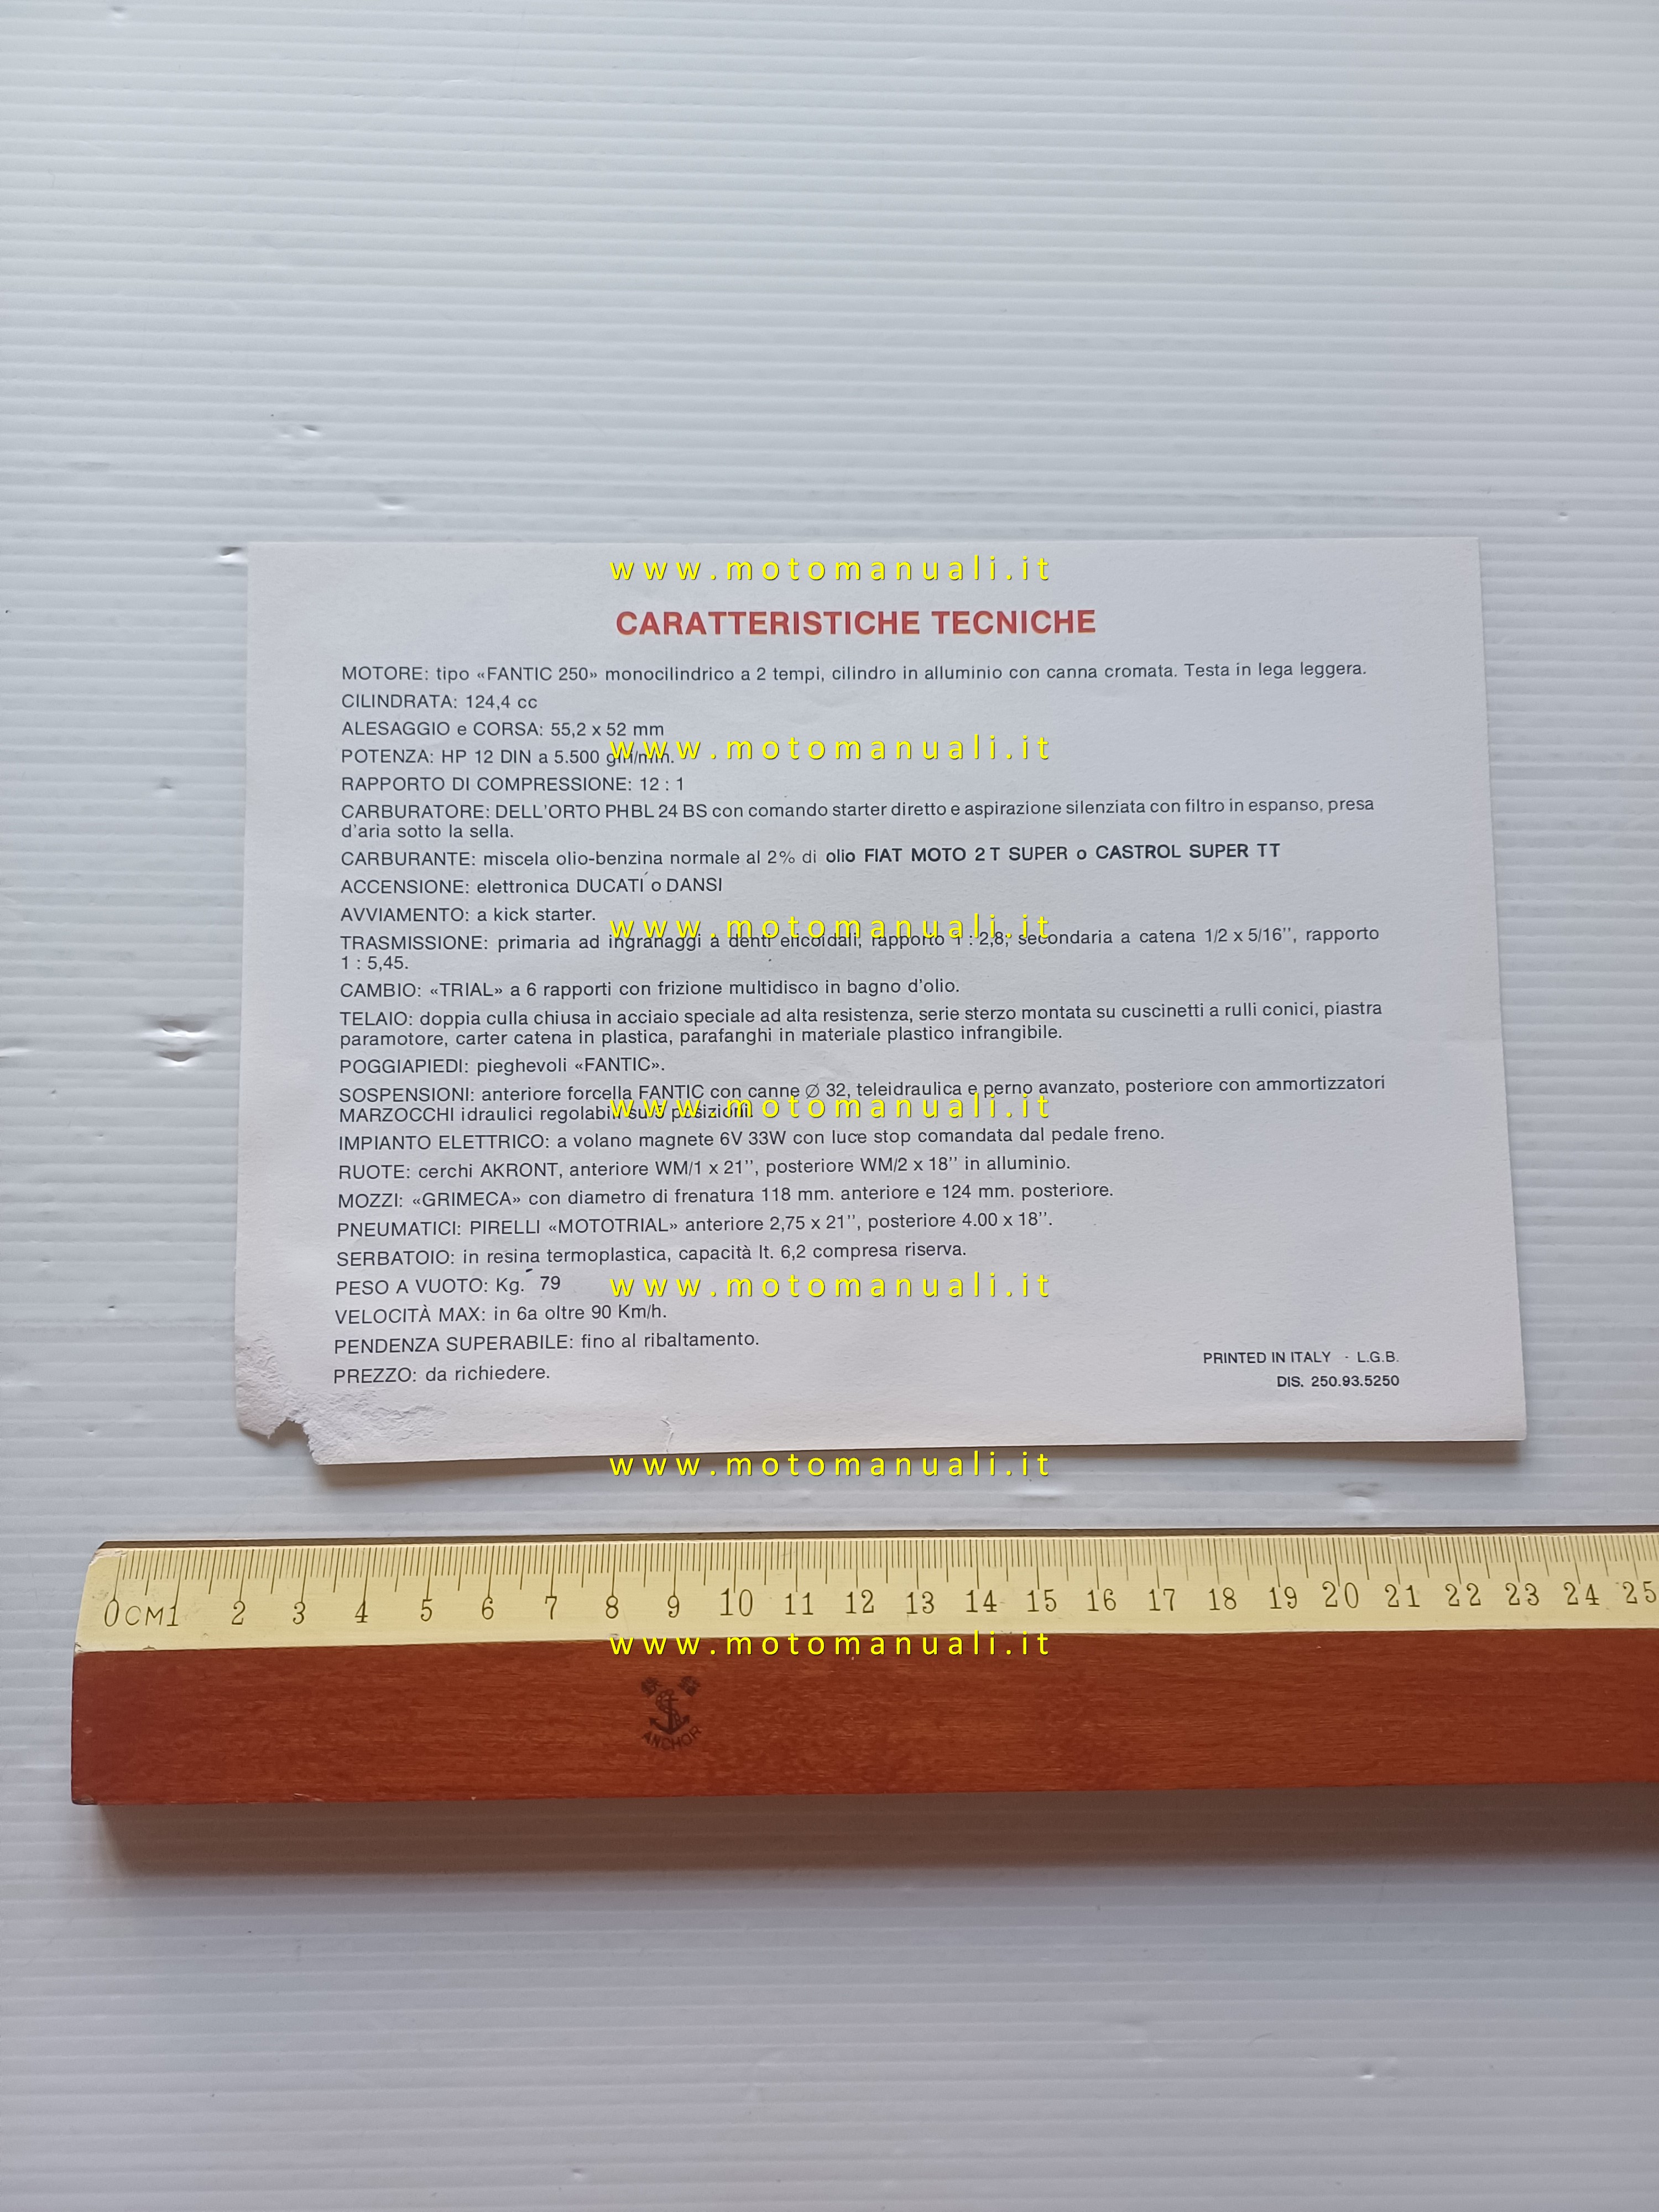 www.motomanuali.it
CARATTERISTICHE TECNICHE
MOTORE: tipo «FANTIC 250» monocilindrico a 2 tempi, cilindro in alluminio con canna cromata. Testa in lega leggera.
CILINDRATA: 124,4 cc
ALESAGGIO e CORSA: 55,2 x 52 mm
www.motomanuali.it
POTENZA: HP 12 DIN a 5.500 giri/min.
RAPPORTO DI COMPRESSIONE: 12 : 1
CARBURATORE: DELL'ORTO PHBL 24 BS con comando starter diretto e aspirazione silenziata con filtro in espanso, presa
d'aria sotto la sella.
CARBURANTE: miscela olio-benzina normale al 2% di olio FIAT MOTO 2T SUPER o CASTROL SUPER TT
ACCENSIONE: elettronica DUCATI o DANSI
AVVIAMENTO: a kick starter.
www.motomanuali.it
TRASMISSIONE: primaria ad ingranaggi a denti elicoidali, rapporto 1 : 2,8; secondaria a catena 1/2 x 5/16'', rapporto
1 : 5,45.
CAMBIO: «TRIAL» a 6 rapporti con frizione multidisco in bagno d'olio.
TELAIO: doppia culla chiusa in acciaio speciale ad alta resistenza, serie sterzo montata su cuscinetti a rulli conici, piastra
paramotore, carter catena in plastica, parafanghi in materiale plastico infrangibile.
POGGIAPIEDI: pieghevoli «FANTIC».
SOSPENSIONI: anteriore forcella FANTIC con canne Ø 32, teleidraulica e perno avanzato, posteriore con ammortizzatori
MARZOCCHI idraulici regolabili su 5 posizioni.
www.motomanuali.it
IMPIANTO ELETTRICO: a volano magnete 6V 33W con luce stop comandata dal pedale freno.
RUOTE: cerchi AKRONT, anteriore WM/1 x 21'', posteriore WM/2 x 18'' in alluminio.
MOZZI: «GRIMECA» con diametro di frenatura 118 mm. anteriore e 124 mm. posteriore.
PNEUMATICI: PIRELLI «MOTOTRIAL» anteriore 2,75 x 21'', posteriore 4.00 x 18''.
SERBATOIO: in resina termoplastica, capacità lt. 6,2 compresa riserva.
PESO A VUOTO: Kg. 79
www.motomanuali.it
VELOCITÀ MAX: in 6a oltre 90 Km/h.
PENDENZA SUPERABILE: fino al ribaltamento.
PREZZO: da richiedere.
PRINTED IN ITALY - L.G.B.
DIS. 250.93.5250
www.motomanuali.it
0CM1 2 3 4 5 6 7 8 9 10 11 12 13 14 15 16 17 18 19 20 21 22 23 24 25
www.motomanuali.it
ANCHOR